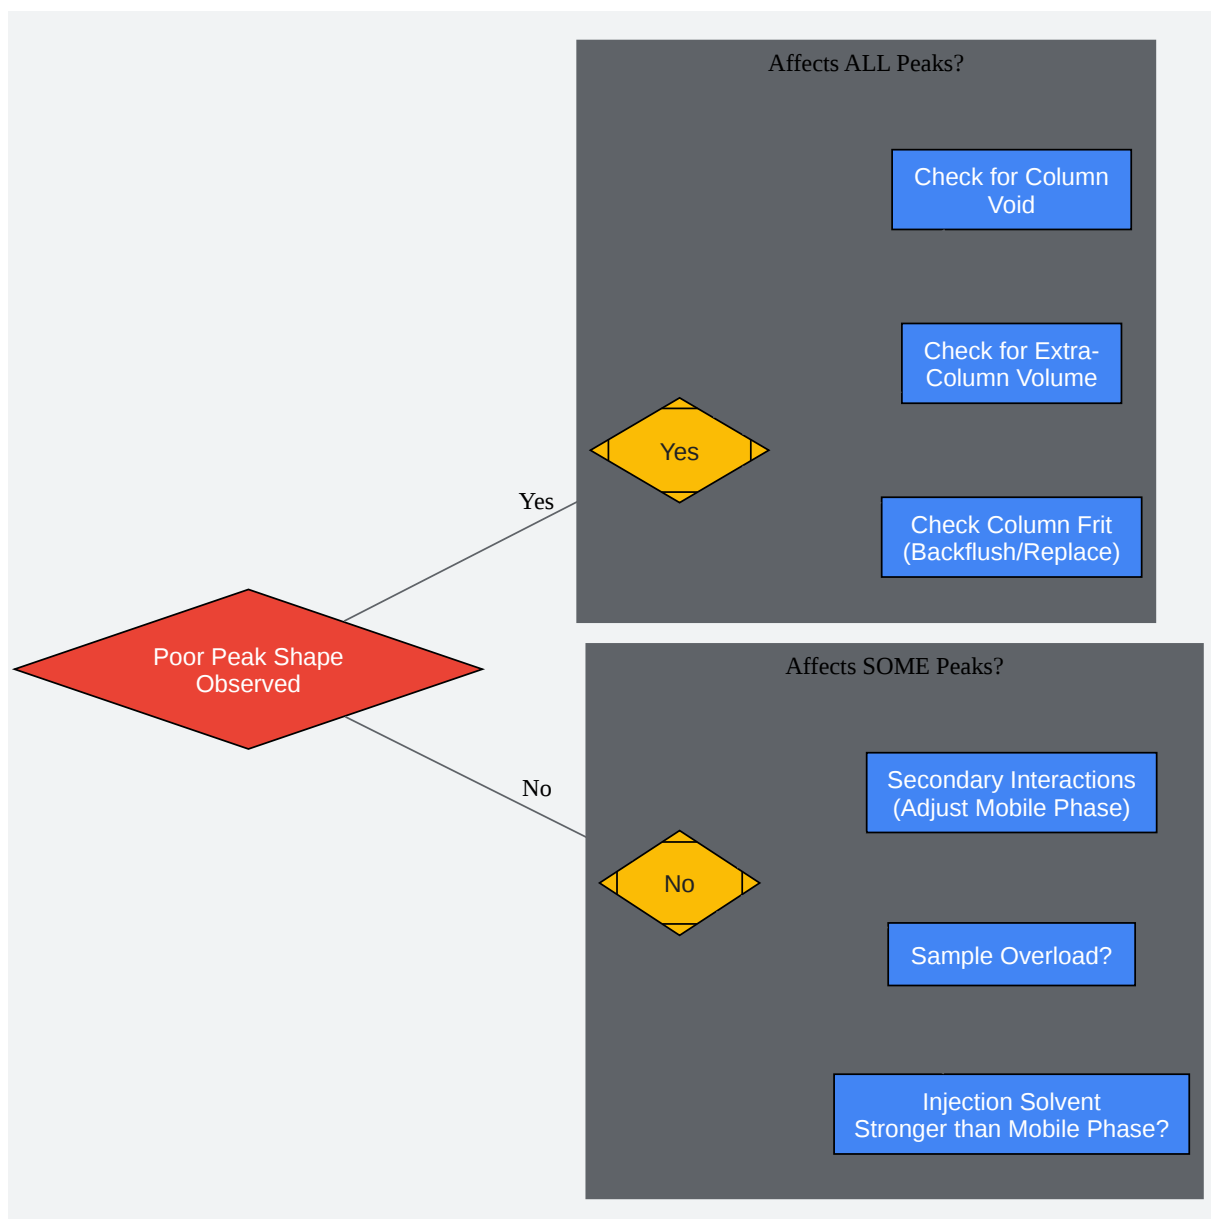 Affects ALL Peaks?
Check for Column
Void
Check for Extra-
Column Volume
Yes
Yes
Check Column Frit
(Backflush/Replace)
Poor Peak Shape
Observed
No
Affects SOME Peaks?
Secondary Interactions
(Adjust Mobile Phase)
No
Sample Overload?
Injection Solvent
Stronger than Mobile Phase?